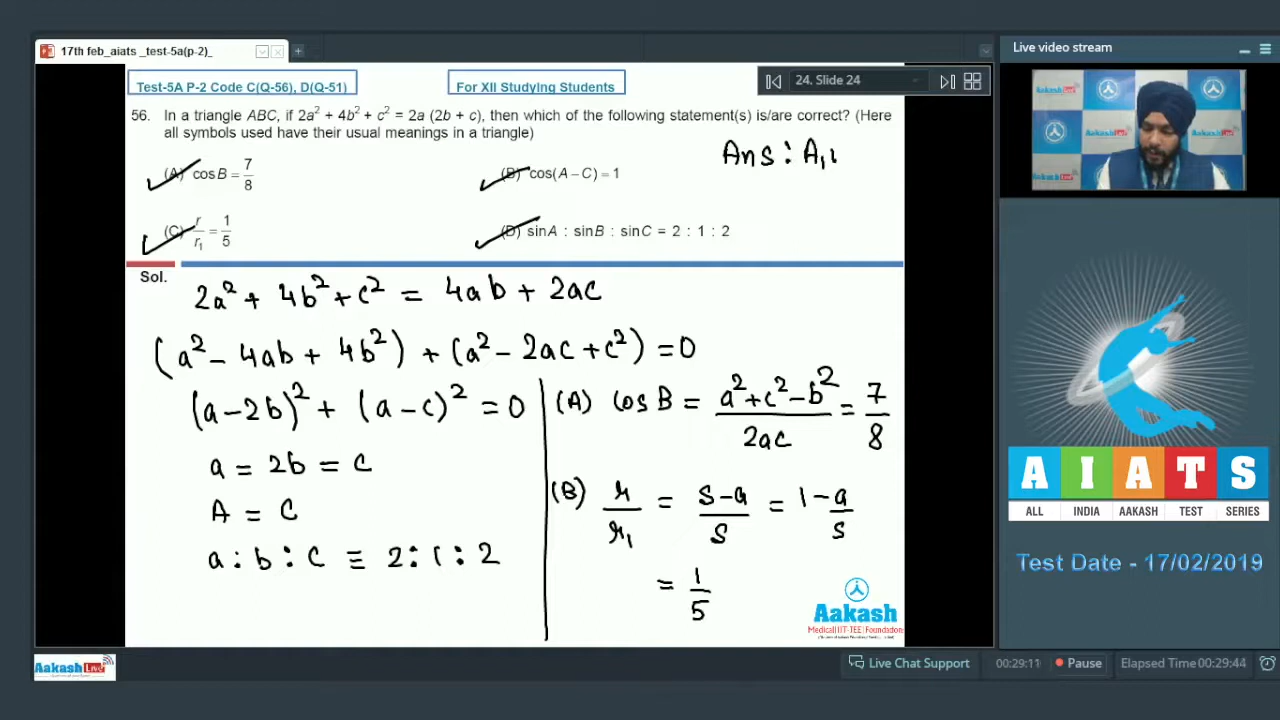 17th feb_aiats _test-5a(p-2)_
Live video stream
Test-5A P-2 Code C(Q-56), D(Q-51)
For XII Studying Students
24. Slide 24
56. In a triangle ABC, if 2a² + 4b² + c² = 2a (2b + c), then which of the following statement(s) is/are correct? (Here
all symbols used have their usual meanings in a triangle)
Ans : A,
(A) cosB = 7/8
(B) cos(A – C) = 1
(C) r/r₁ = 1/5
(D) sinA : sinB : sinC = 2 : 1 : 2
Sol.
2a² + 4b² + c² = 4ab + 2ac
(a² - 4ab + 4b²) + (a² - 2ac + c²) = 0
(a-2b)² + (a-c)² = 0
a = 2b = c
A = C
a : b : c ≡ 2 : 1 : 2
(A) cos B = (a²+c²-b²)/2ac = 7/8
(B) r/r₁ = (s-a)/s = 1-a/s
= 1/5
Aakash
Medical|IIT-JEE|Foundations
A I A T S
ALL INDIA AAKASH TEST SERIES
Test Date - 17/02/2019
Aakash Live
Live Chat Support
00:29:11
Pause
Elapsed Time 00:29:44